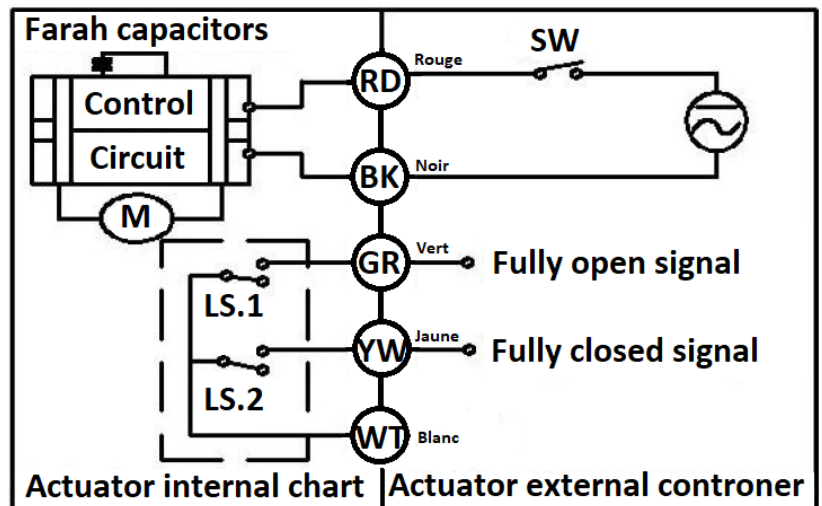 Farah capacitors
Control
Circuit
M
RD
Rouge
SW
BK
Noir
GR
Vert
Fully open signal
LS.1
YW
Jaune
Fully closed signal
LS.2
WT
Blanc
Actuator internal chart
Actuator external controner